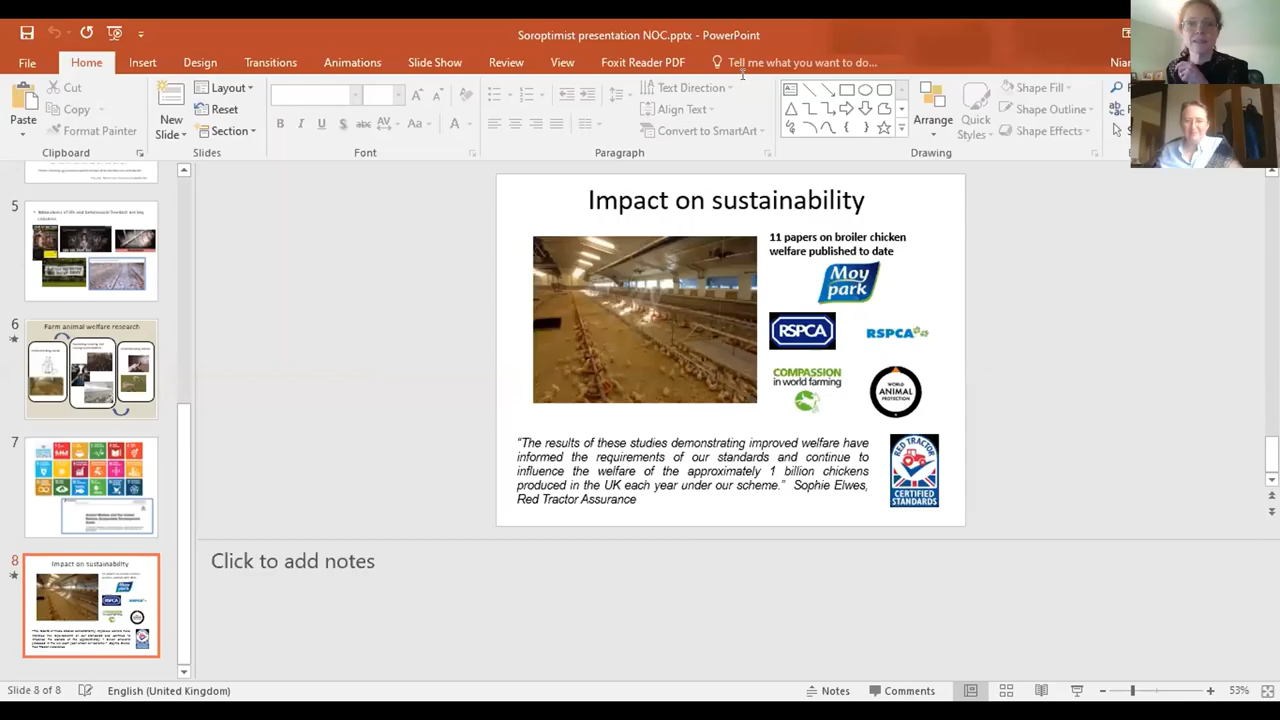 Soroptimist presentation NOC.pptx - PowerPoint
File Home Insert Design Transitions Animations Slide Show Review View Foxit Reader PDF Tell me what you want to do...
Paste
Cut
Copy
Format Painter
Clipboard
New
Slide
Layout
Reset
Section
Slides
B I U S abc AV Aa A
Font
Text Direction
Align Text
Convert to SmartArt
Paragraph
Arrange
Quick
Styles
Shape Fill
Shape Outline
Shape Effects
Drawing
5
6
Farm animal welfare research
7
8
Impact on sustainability
Impact on sustainability
11 papers on broiler chicken
welfare published to date
Moy
park
RSPCA
RSPCA
COMPASSION
in world farming
WORLD
ANIMAL
PROTECTION
"The results of these studies demonstrating improved welfare have
informed the requirements of our standards and continue to
influence the welfare of the approximately 1 billion chickens
produced in the UK each year under our scheme." Sophie Elwes,
Red Tractor Assurance
RED TRACTOR
CERTIFIED
STANDARDS
Click to add notes
Slide 8 of 8 English (United Kingdom) Notes Comments 53%